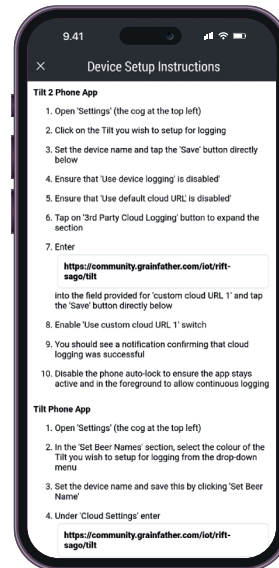 9.41
× Device Setup Instructions
Tilt 2 Phone App
1. Open 'Settings' (the cog at the top left)
2. Click on the Tilt you wish to setup for logging
3. Set the device name and tap the 'Save' button directly
below
4. Ensure that 'Use device logging' is disabled'
5. Ensure that 'Use default cloud URL' is disabled'
6. Tap on '3rd Party Cloud Logging' button to expand the
section
7. Enter
https://community.grainfather.com/iot/rift-
sago/tilt
into the field provided for 'custom cloud URL 1' and tap
the 'Save' button directly below
8. Enable 'Use custom cloud URL 1' switch
9. You should see a notification confirming that cloud
logging was successful
10. Disable the phone auto-lock to ensure the app stays
active and in the foreground to allow continuous logging
Tilt Phone App
1. Open 'Settings' (the cog at the top left)
2. In the 'Set Beer Names' section, select the colour of the
Tilt you wish to setup for logging from the drop-down
menu
3. Set the device name and save this by clicking 'Set Beer
Name'
4. Under 'Cloud Settings' enter
https://community.grainfather.com/iot/rift-
sago/tilt